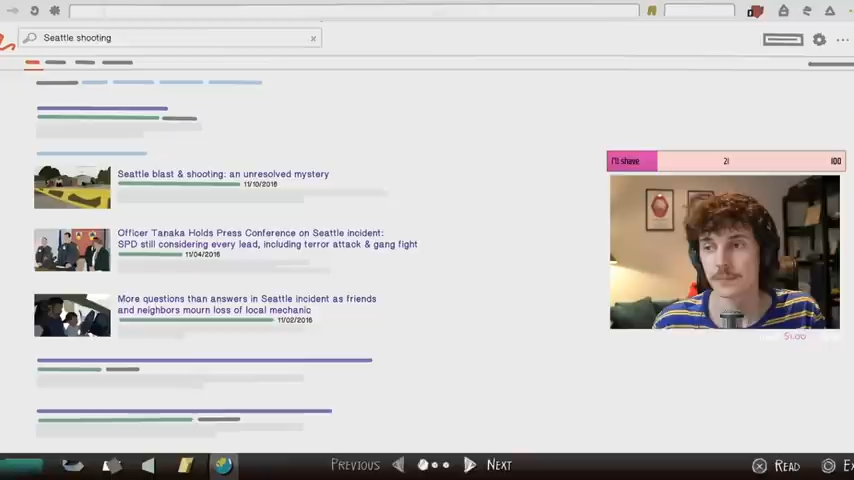 Seattle shooting
x
Seattle blast & shooting: an unresolved mystery
11/10/2016
Officer Tanaka Holds Press Conference on Seattle incident:
SPD still considering every lead, including terror attack & gang fight
11/04/2016
More questions than answers in Seattle incident as friends
and neighbors mourn loss of local mechanic
11/02/2016
I'll shave 21 100
$1.00
PREVIOUS NEXT
READ